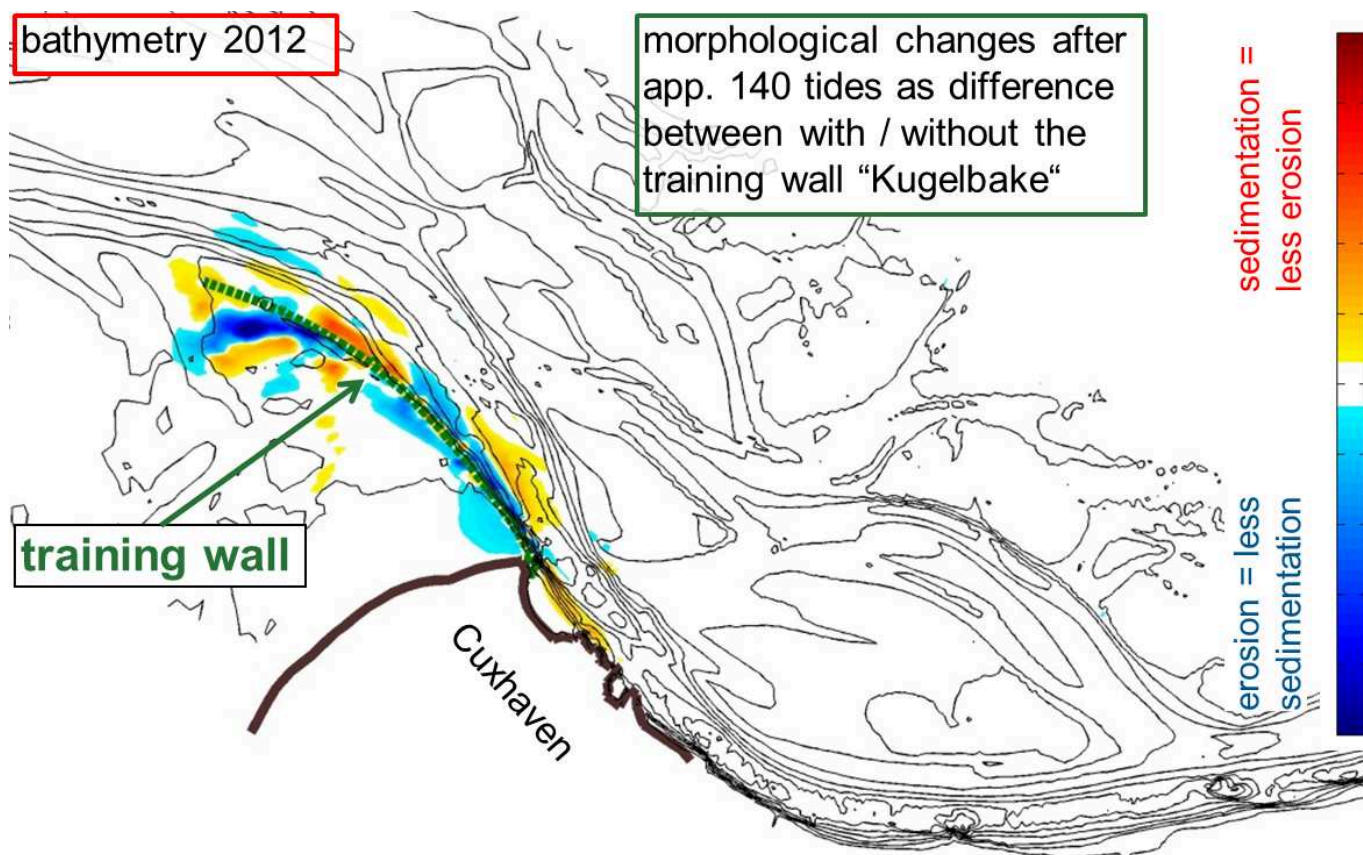 bathymetry 2012
morphological changes after
app. 140 tides as difference
between with / without the
training wall “Kugelbake“
sedimentation =
less erosion
training wall
erosion = less
sedimentation
Cuxhaven